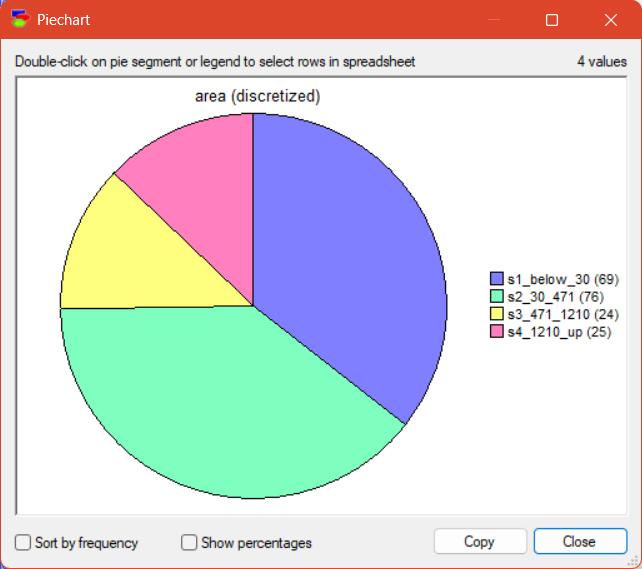 Piechart
Double-click on pie segment or legend to select rows in spreadsheet 4 values
area (discretized)
s1_below_30 (69)
s2_30_471 (76)
s3_471_1210 (24)
s4_1210_up (25)
Sort by frequency Show percentages Copy Close